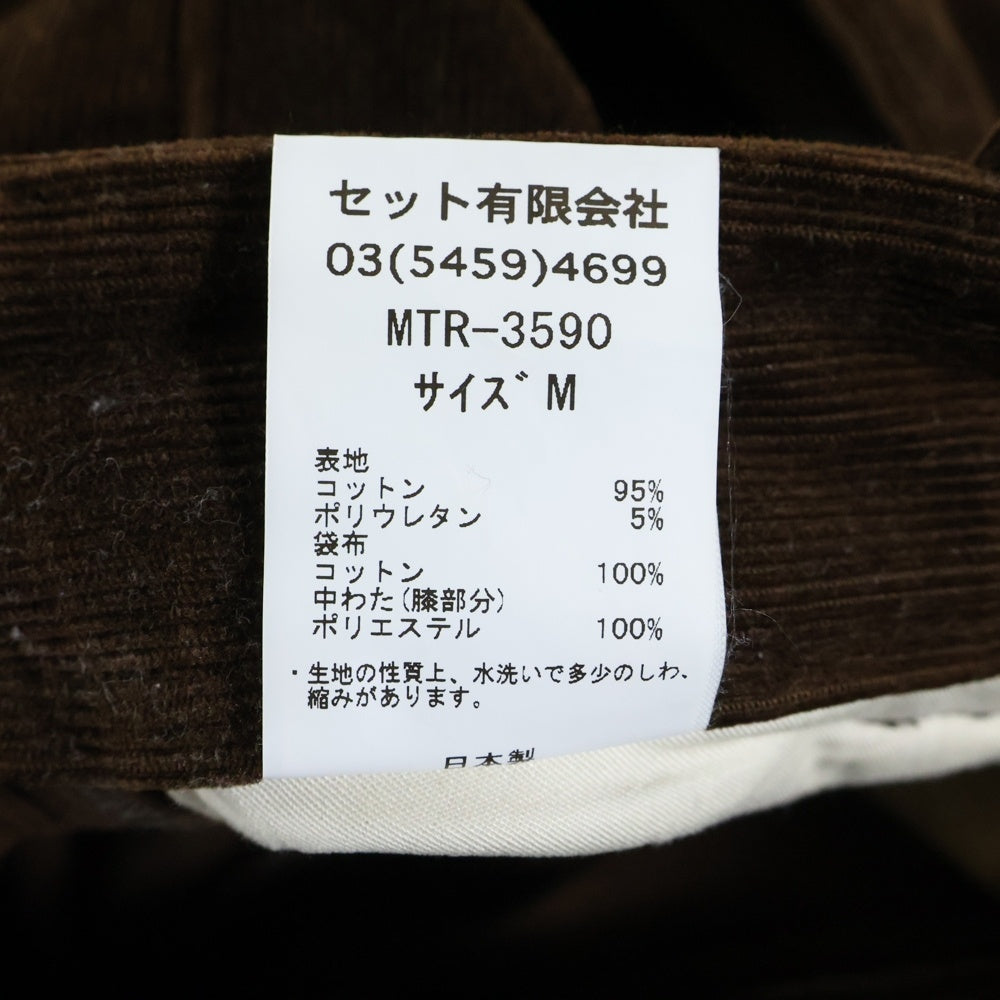 セット有限会社
03(5459)4699
MTR-3590
サイズ M
表地
コットン 95%
ポリウレタン 5%
袋布
コットン 100%
中わた(膝部分)
ポリエステル 100%
・生地の性質上、水洗いで多少のしわ、
縮みがあります。
日本製